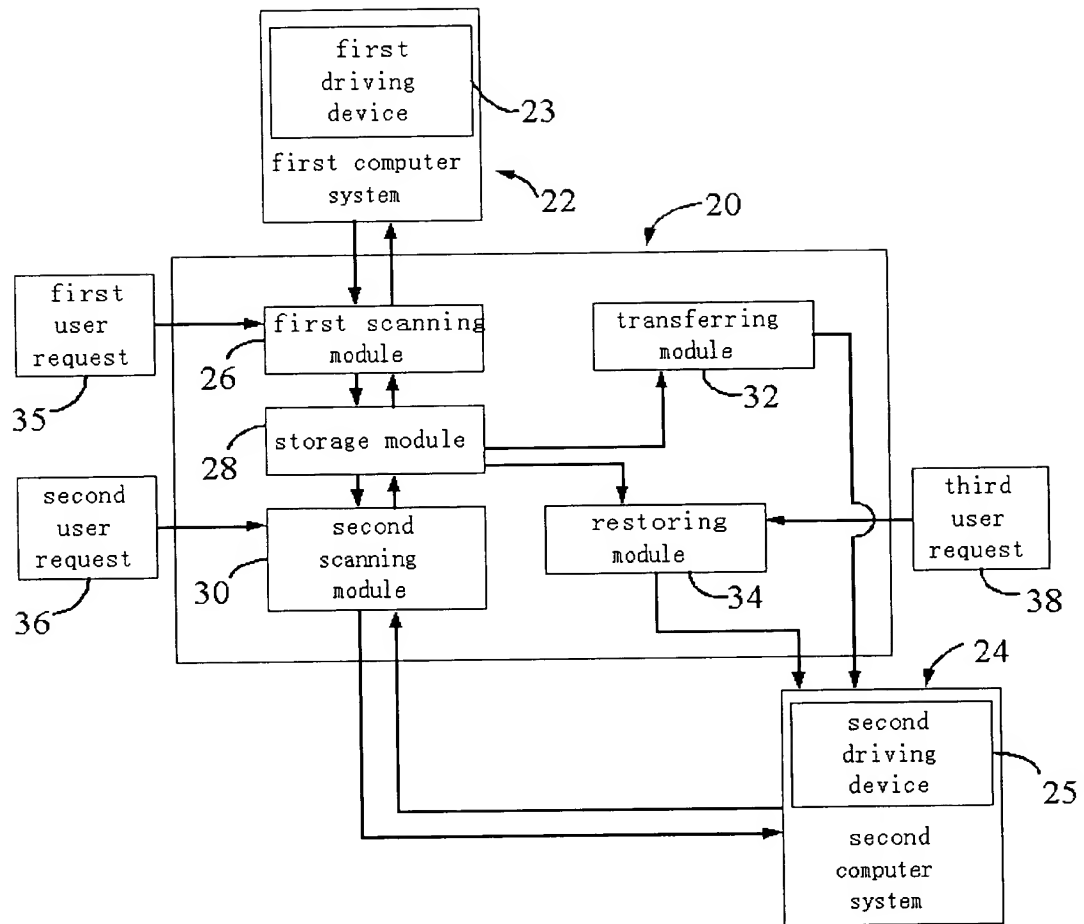 first
driving
device
23
first computer
system
22
20
first
user
request
35
first scanning
module
26
transferring
module
32
storage module
28
second
user
request
36
second
scanning
module
30
restoring
module
34
third
user
request
38
24
second
driving
device
25
second
computer
system